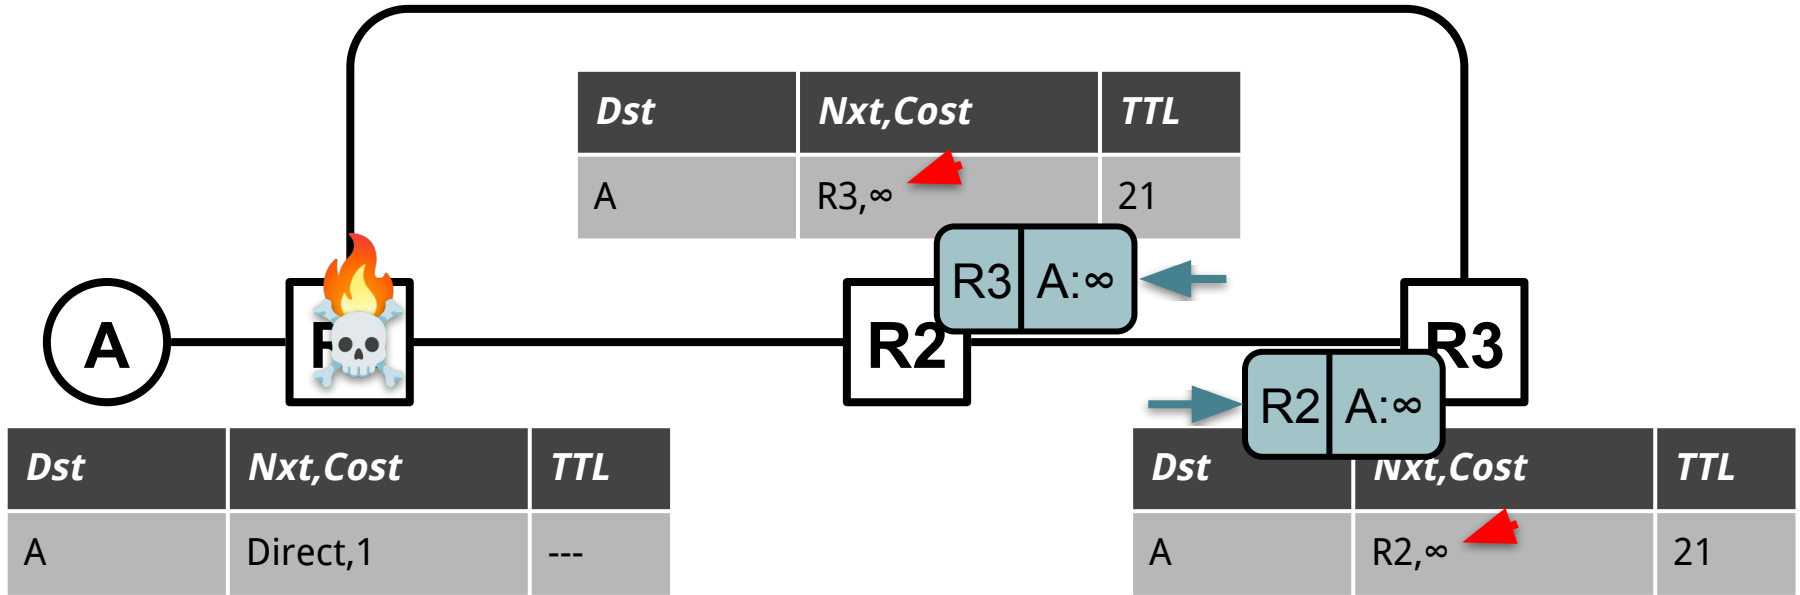 Dst Nxt,Cost TTL
A R3,∞ 21
R3 A:∞
A R2 R3
R2 A:∞
Dst Nxt,Cost TTL
A Direct,1 ---
Dst Nxt,Cost TTL
A R2,∞ 21